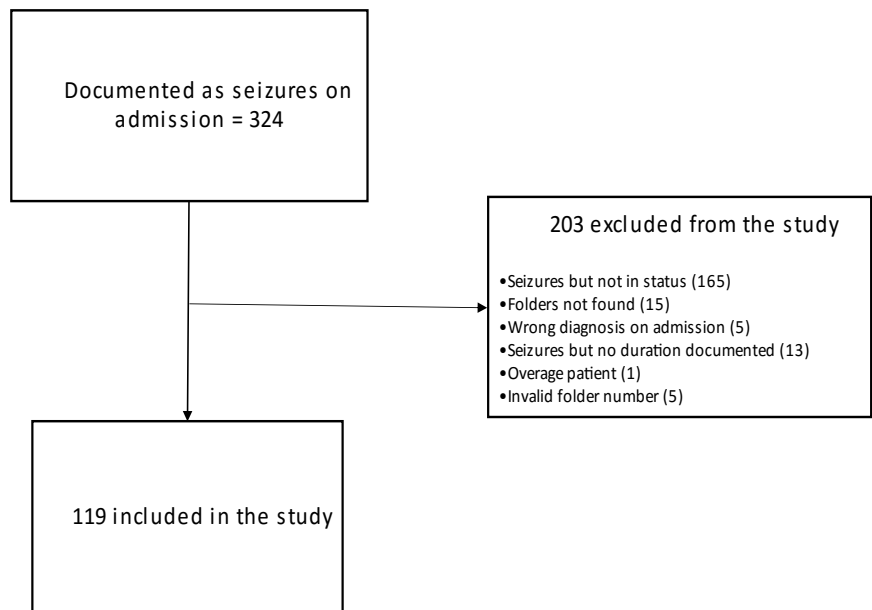 Documented as seizures on
admission = 324
203 excluded from the study
•Seizures but not in status (165)
•Folders not found (15)
•Wrong diagnosis on admission (5)
•Seizures but no duration documented (13)
•Overage patient (1)
•Invalid folder number (5)
119 included in the study